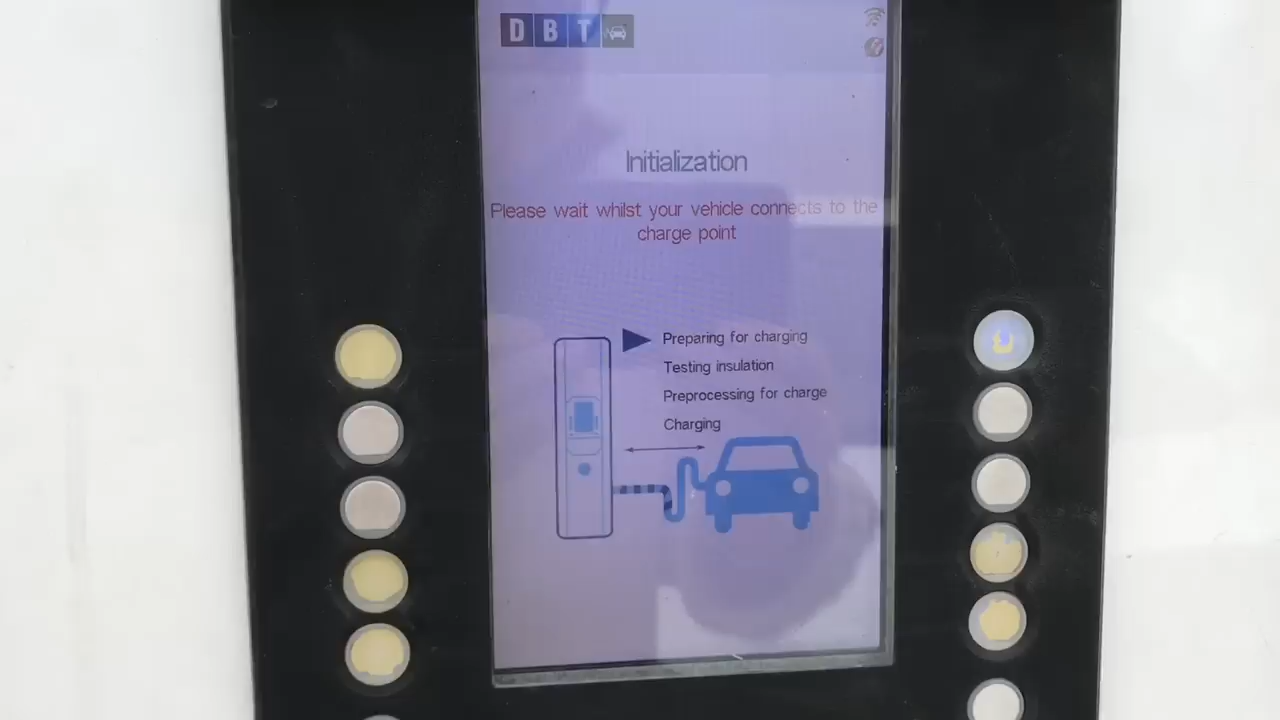 DBT
Initialization
Please wait whilst your vehicle connects to the
charge point
Preparing for charging
Testing insulation
Preprocessing for charge
Charging